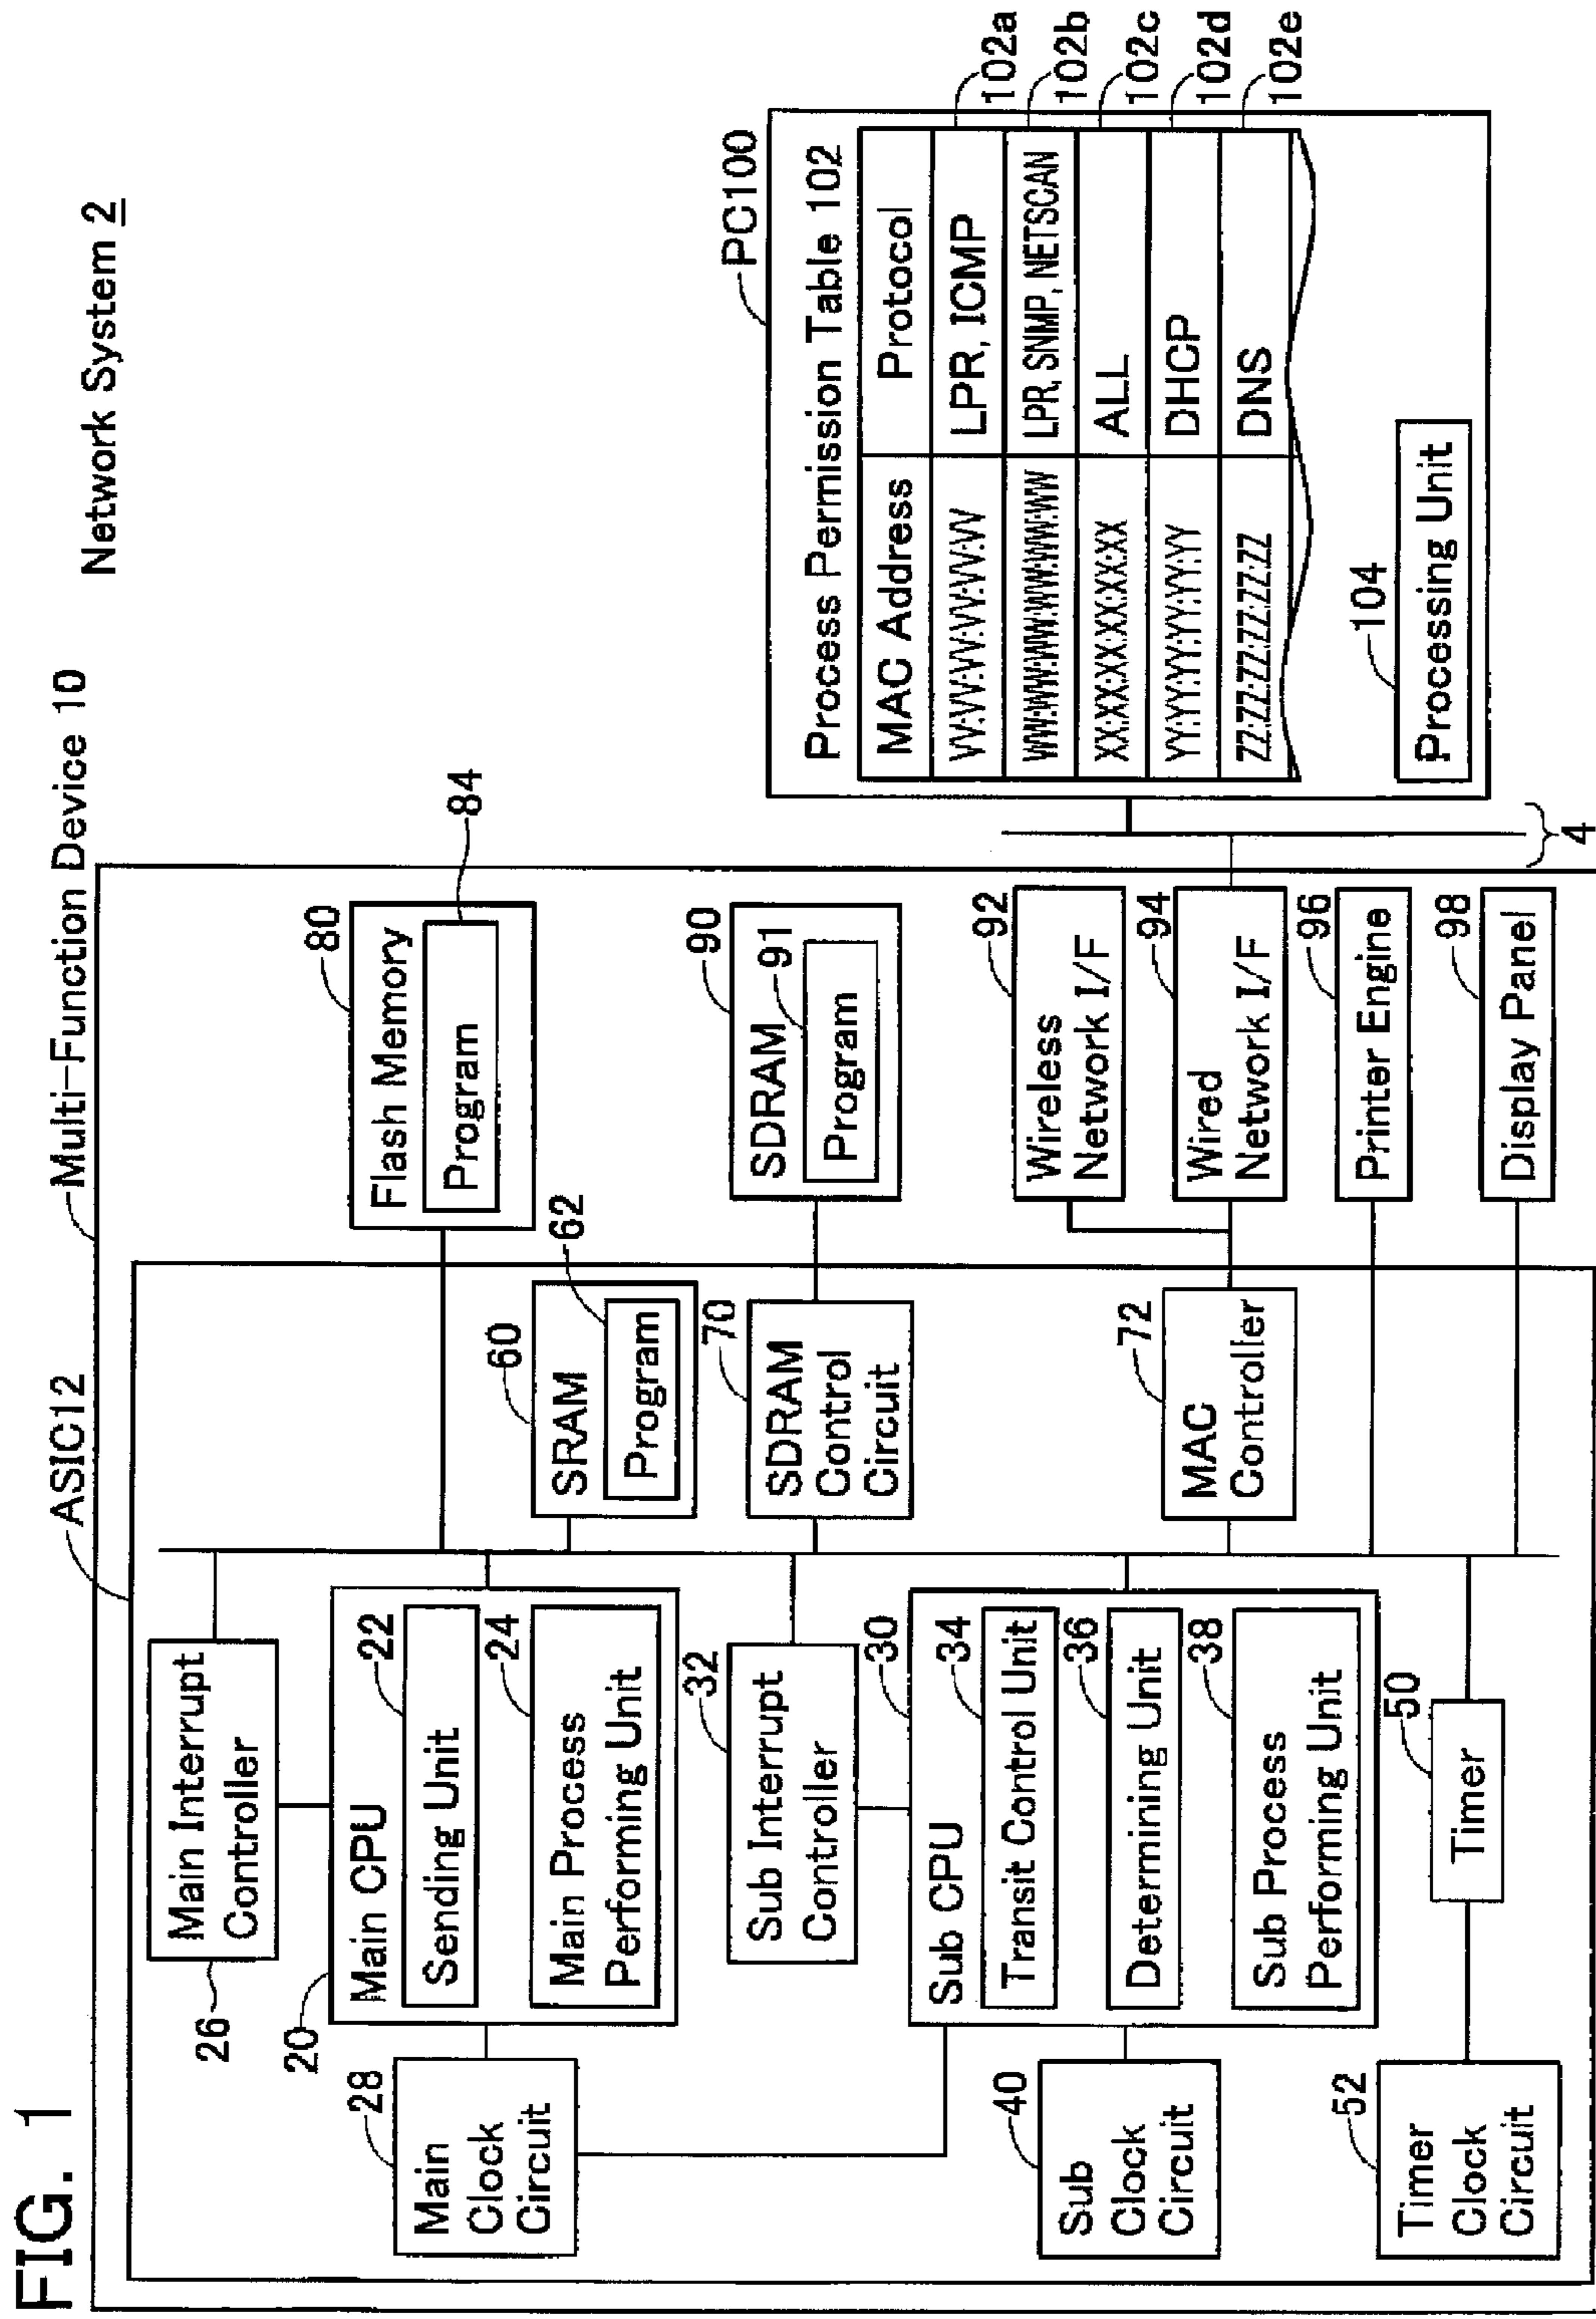 FIG. 1
Network System 2
Multi-Function Device 10
ASIC12
26
Main Interrupt
Controller
20
Main CPU
22
Sending Unit
24
Main Process
Performing Unit
28
Main
Clock
Circuit
32
Sub Interrupt
Controller
30
Sub CPU
34
Transit Control Unit
36
Determining Unit
38
Sub Process
Performing Unit
40
Sub
Clock
Circuit
50
Timer
52
Timer
Clock
Circuit
60
SRAM
62
Program
70
SDRAM
Control
Circuit
72
MAC
Controller
80
Flash Memory
84
Program
90
SDRAM
91
Program
92
Wireless
Network I/F
94
Wired
Network I/F
96
Printer Engine
98
Display Panel
4
PC100
Process Permission Table 102
MAC Address Protocol
VV:VV:VV:VV:VV LPR, ICMP 102a
WW:WW:WW:WW:WW:WW LPR, SNMP, NETSCAN 102b
XX:XX:XX:XX:XX:XX ALL 102c
YY:YY:YY:YY:YY:YY DHCP 102d
ZZ:ZZ:ZZ:ZZ:ZZ:ZZ DNS 102e
104
Processing Unit